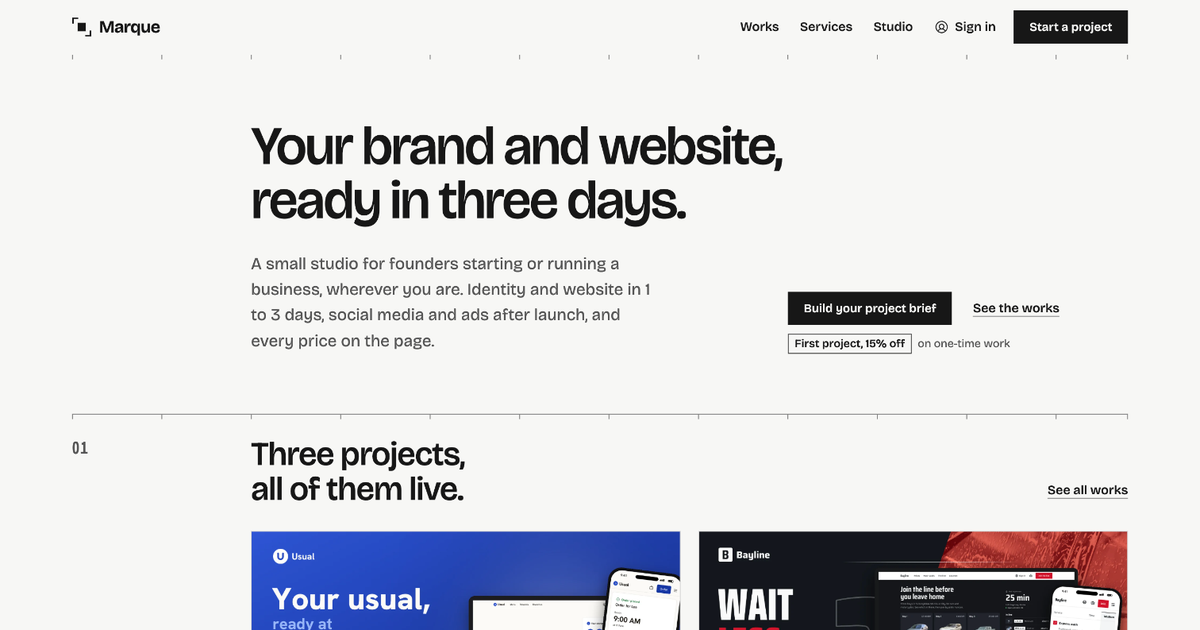 Marque
Works
Services
Studio
Sign in
Start a project
Your brand and website,
ready in three days.
A small studio for founders starting or running a
business, wherever you are. Identity and website in 1
to 3 days, social media and ads after launch, and
every price on the page.
Build your project brief
See the works
First project, 15% off
on one-time work
01
Three projects,
all of them live.
See all works
Usual
Your usual,
ready at
9:00 AM
Bayline
WAIT
Join the line before
you leave home
25 min